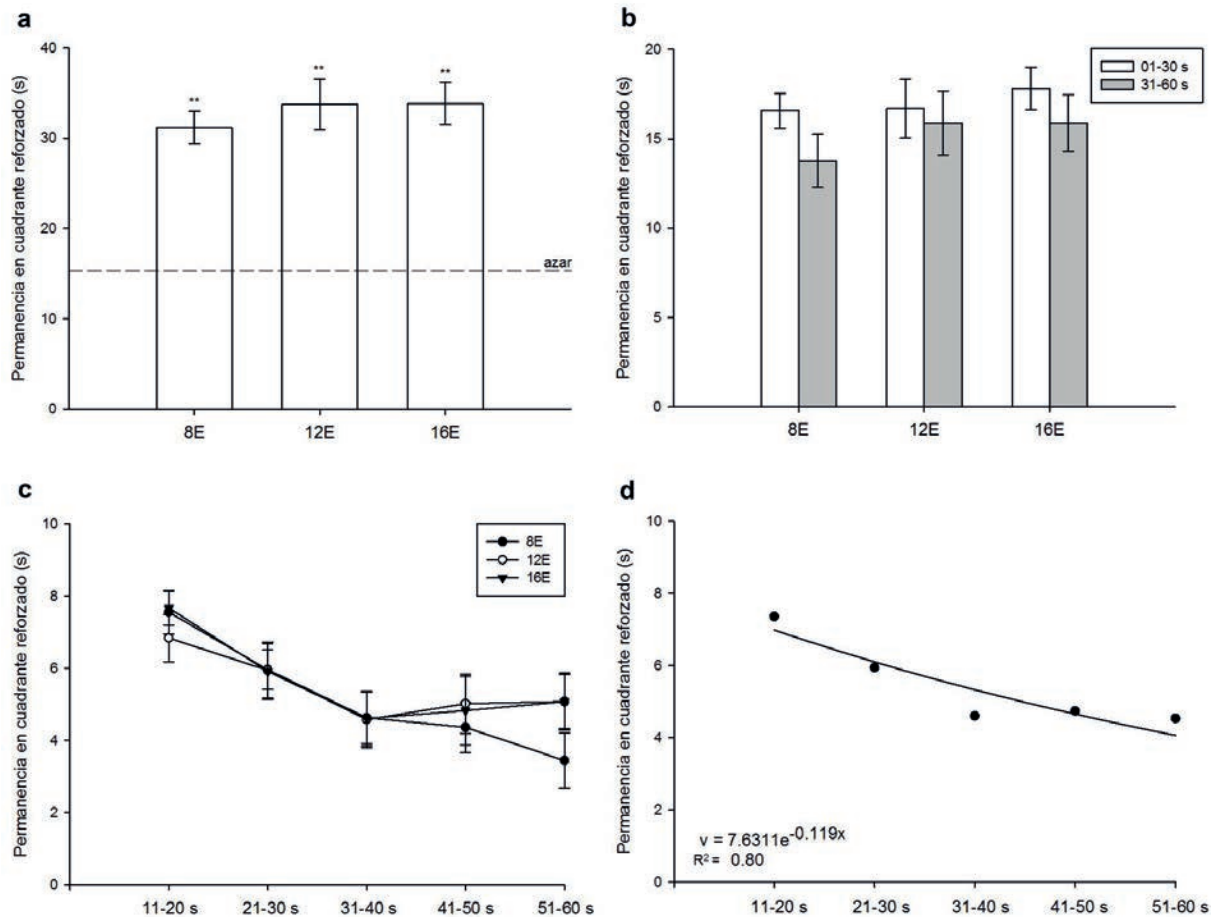 a
Permanencia en cuadrante reforzado (s)
40
30
20
10
0
**
**
**
azar
8E
12E
16E
b
Permanencia en cuadrante reforzado (s)
20
15
10
5
0
01-30 s
31-60 s
8E
12E
16E
c
Permanencia en cuadrante reforzado (s)
10
8
6
4
2
0
8E
12E
16E
11-20 s
21-30 s
31-40 s
41-50 s
51-60 s
d
Permanencia en cuadrante reforzado (s)
10
8
6
4
2
0
v = 7.6311e^-0.119x
R² = 0.80
11-20 s
21-30 s
31-40 s
41-50 s
51-60 s